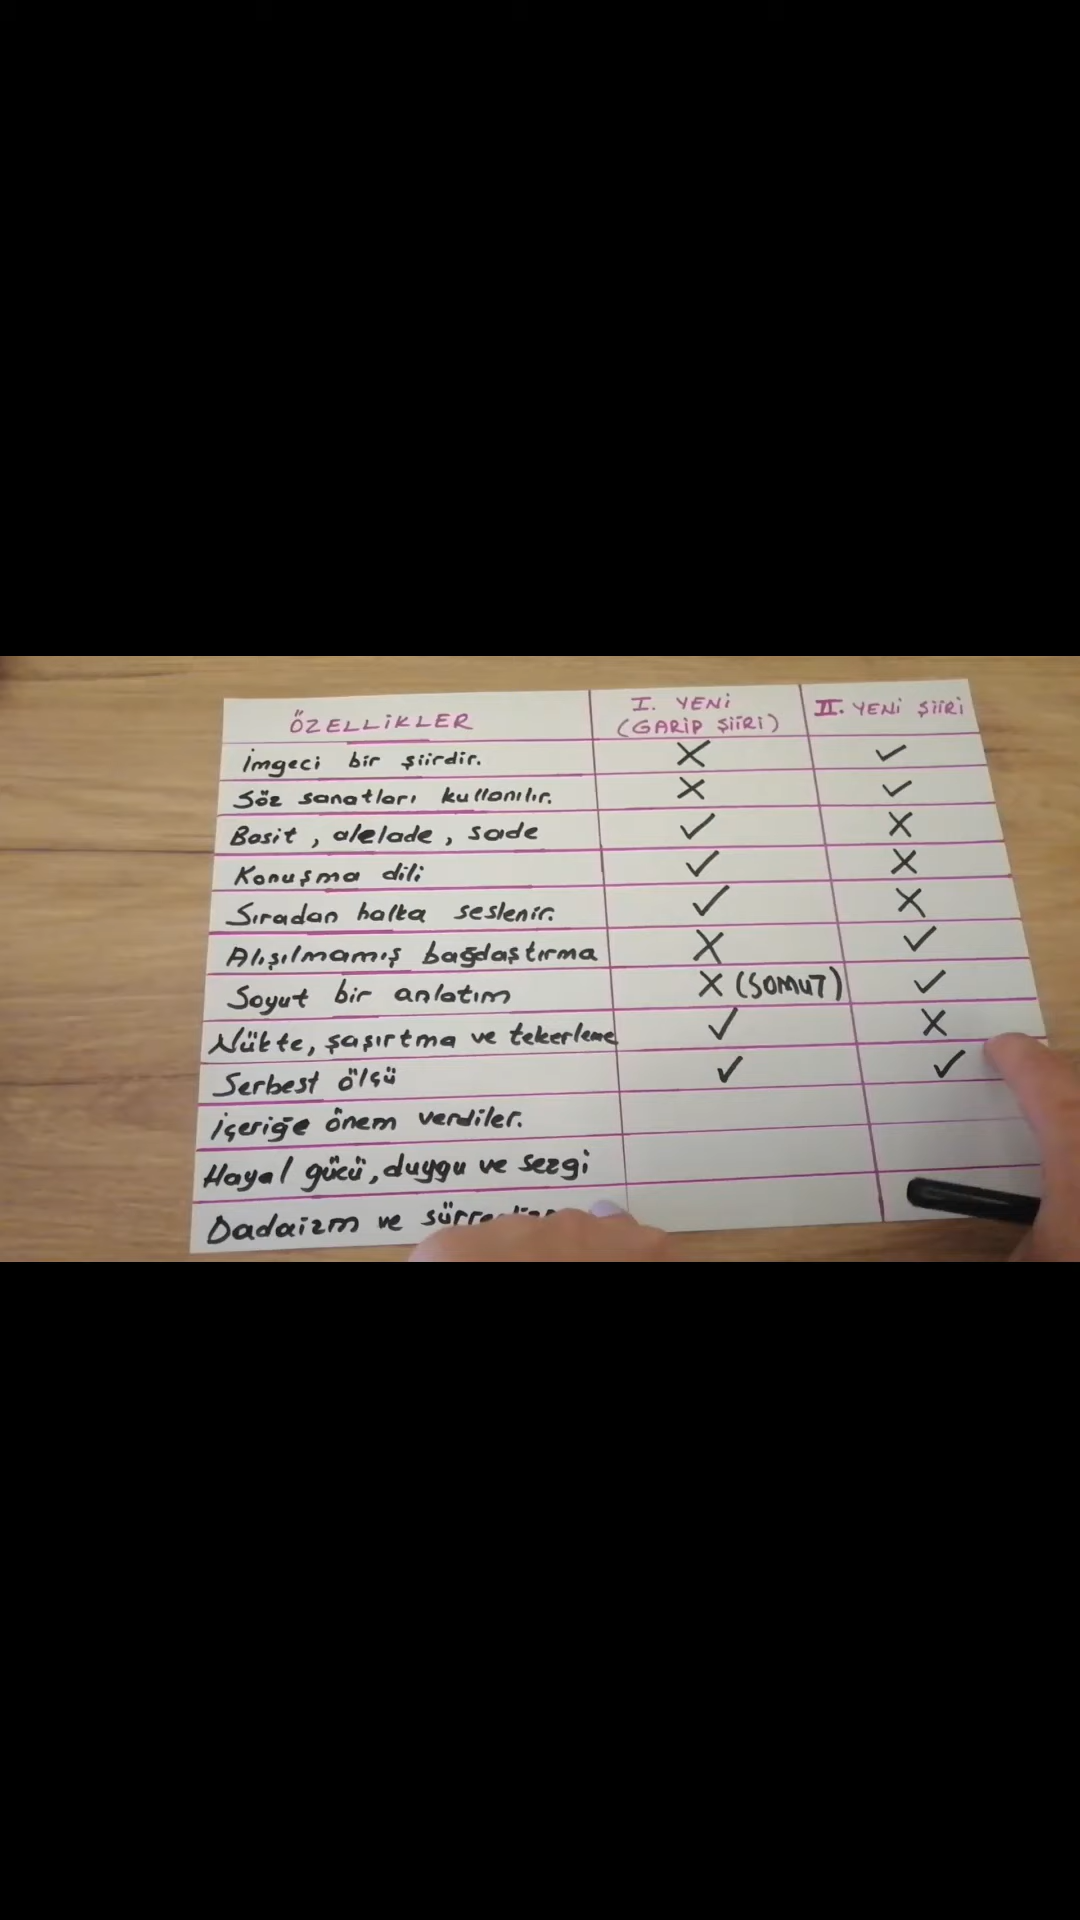 ÖZELLİKLER I. YENİ (GARİP ŞİİRİ) II. YENİ ŞİİRİ
İmgeci bir şiirdir. X ✓
Söz sanatları kullanılır. X ✓
Basit, alelade, sade ✓ X
Konuşma dili ✓ X
Sıradan halka seslenir. ✓ X
Alışılmamış bağdaştırma X ✓
Soyut bir anlatım X (SOMUT) ✓
Nükte, şaşırtma ve tekerleme ✓ X
Serbest ölçü ✓ ✓
İçeriğe önem verdiler.
Hayal gücü, duygu ve sezgi
Dadaizm ve